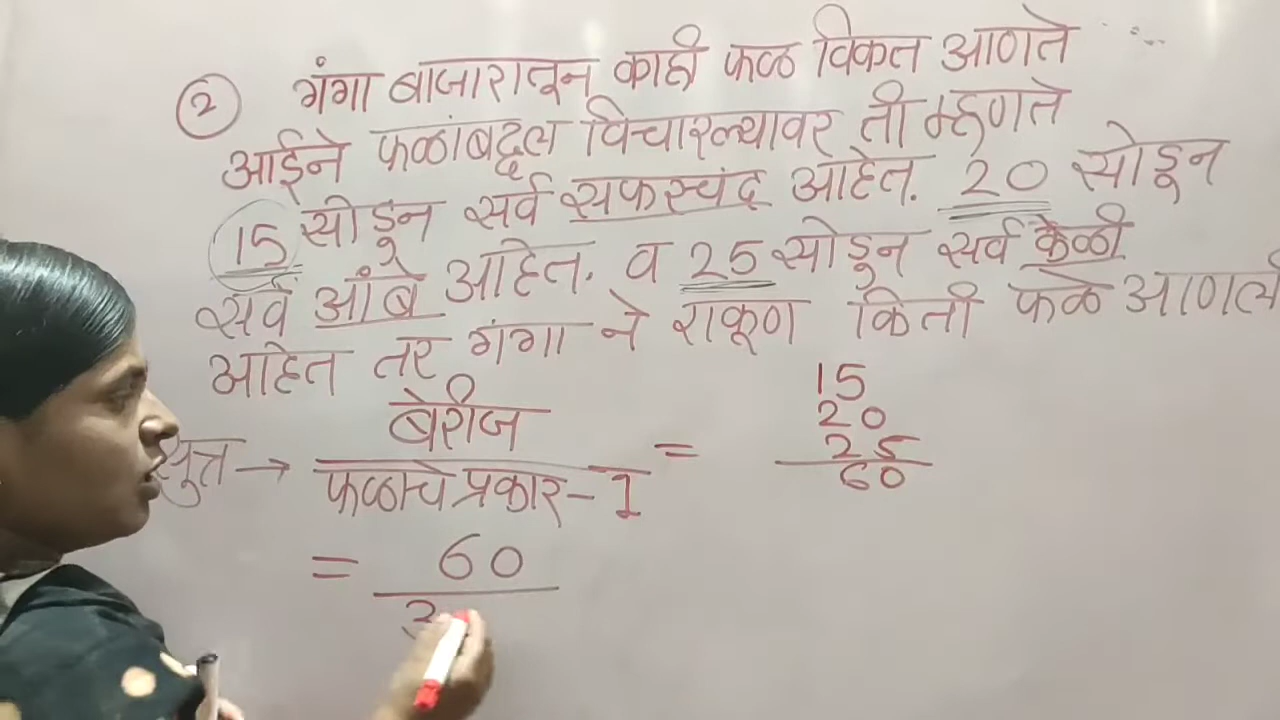 ② गंगा बाजारातून काही फळ विकत आणते
आईने फळांबद्दल विचारल्यावर ती म्हणते
15 सोडून सर्व सफरचंद आहेत. 20 सोडून
सर्व आंबे आहेत. व 25 सोडून सर्व केळी
आहेत तर गंगा ने राकूण किती फळे आणली
15
20
25
60
सुत्र → बेरीज
फळाचे प्रकार - 1 =
= 60
3